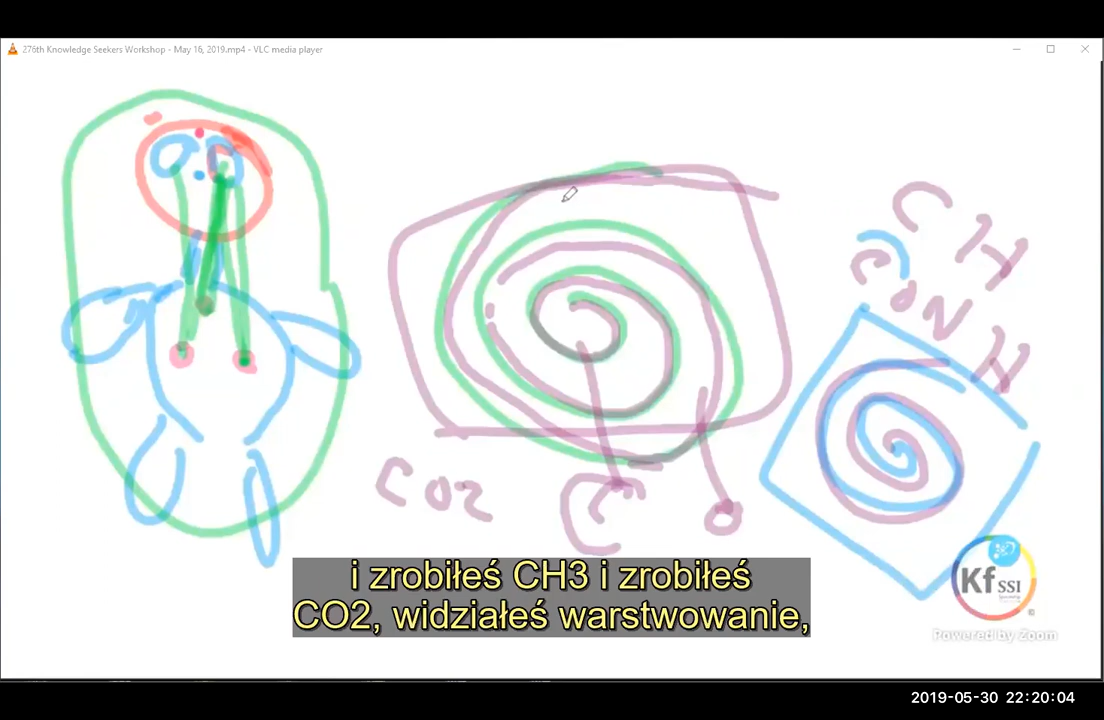 276th Knowledge Seekers Workshop - May 16, 2019.mp4 - VLC media player
CH
CONH
CO2
C
O
i zrobiłeś CH3 i zrobiłeś
CO2, widziałeś warstwowanie,
Kf SSI
Powered by Zoom
2019-05-30 22:20:04